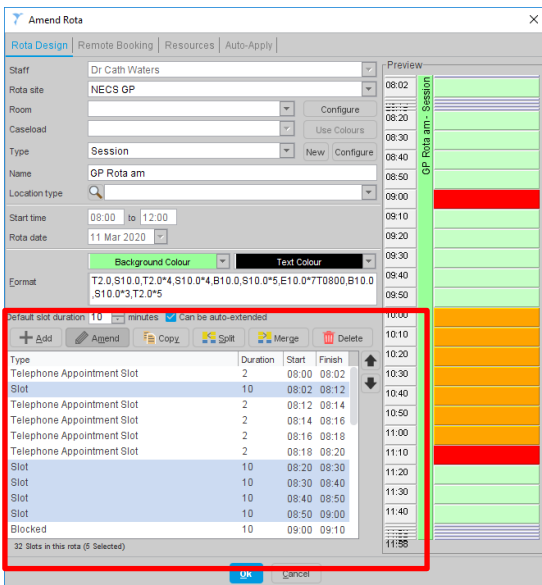 Amend Rota
Rota Design Remote Booking Resources Auto-Apply
Staff Dr Cath Waters
Rota site NECS GP
Room Configure
Caseload Use Colours
Type Session New Configure
Name GP Rota am
Location type
Start time 08:00 to 12:00
Rota date 11 Mar 2020
Background Colour Text Colour
Format T2.0,S10.0,T2.0*4,S10.0*4,B10.0,S10.0*5,E10.0*7T0800,B10.0
,S10.0*3,T2.0*5
Default slot duration 10 minutes Can be auto-extended
Add Amend Copy Split Merge Delete
Type Duration Start Finish
Telephone Appointment Slot 2 08:00 08:02
Slot 10 08:02 08:12
Telephone Appointment Slot 2 08:12 08:14
Telephone Appointment Slot 2 08:14 08:16
Telephone Appointment Slot 2 08:16 08:18
Telephone Appointment Slot 2 08:18 08:20
Slot 10 08:20 08:30
Slot 10 08:30 08:40
Slot 10 08:40 08:50
Slot 10 08:50 09:00
Blocked 10 09:00 09:10
32 Slots in this rota (5 Selected)
Ok Cancel
Preview
GP Rota am - Session
08:02
08:20
08:30
08:40
08:50
09:00
09:10
09:20
09:30
09:40
09:50
10:00
10:10
10:20
10:30
10:40
10:50
11:00
11:10
11:20
11:30
11:40
11:58